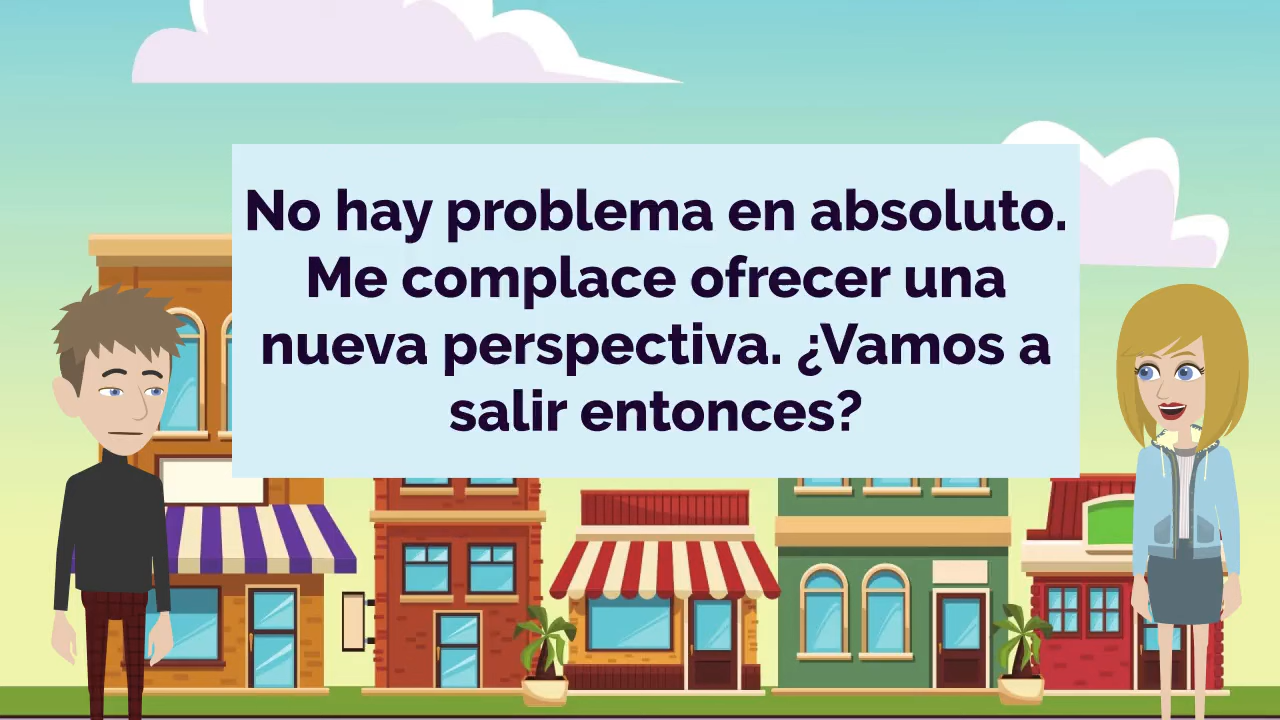 No hay problema en absoluto.
Me complace ofrecer una
nueva perspectiva. ¿Vamos a
salir entonces?